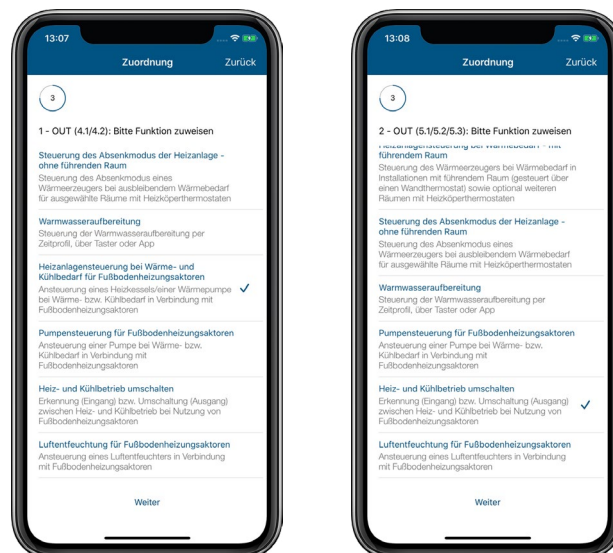 13:07
Zuordnung
Zurück
3
1 - OUT (4.1/4.2): Bitte Funktion zuweisen
Steuerung des Absenkmodus der Heizanlage -
ohne führenden Raum
Steuerung des Absenkmodus eines
Wärmeerzeugers bei ausbleibendem Wärmebedarf
für ausgewählte Räume mit Heizkörperthermostaten
Warmwasseraufbereitung
Steuerung der Warmwasseraufbereitung per
Zeitprofil, über Taster oder App
Heizanlagensteuerung bei Wärme- und
Kühlbedarf für Fußbodenheizungsaktoren
Ansteuerung eines Heizkessels/einer Wärmepumpe
bei Wärme- bzw. Kühlbedarf in Verbindung mit
Fußbodenheizungsaktoren
Pumpensteuerung für Fußbodenheizungsaktoren
Ansteuerung einer Pumpe bei Wärme- bzw.
Kühlbedarf in Verbindung mit
Fußbodenheizungsaktoren
Heiz- und Kühlbetrieb umschalten
Erkennung (Eingang) bzw. Umschaltung (Ausgang)
zwischen Heiz- und Kühlbetrieb bei Nutzung von
Fußbodenheizungsaktoren
Luftentfeuchtung für Fußbodenheizungsaktoren
Ansteuerung eines Luftentfeuchters in Verbindung
mit Fußbodenheizungsaktoren
Weiter
13:08
Zuordnung
Zurück
3
2 - OUT (5.1/5.2/5.3): Bitte Funktion zuweisen
Heizanlagensteuerung bei Wärmebedarf - mit
führendem Raum
Steuerung des Wärmeerzeugers bei Wärmebedarf in
Installationen mit führendem Raum (gesteuert über
einen Wandthermostat) sowie optional weiteren
Räumen mit Heizkörperthermostaten
Steuerung des Absenkmodus der Heizanlage -
ohne führenden Raum
Steuerung des Absenkmodus eines
Wärmeerzeugers bei ausbleibendem Wärmebedarf
für ausgewählte Räume mit Heizkörperthermostaten
Warmwasseraufbereitung
Steuerung der Warmwasseraufbereitung per
Zeitprofil, über Taster oder App
Pumpensteuerung für Fußbodenheizungsaktoren
Ansteuerung einer Pumpe bei Wärme- bzw.
Kühlbedarf in Verbindung mit
Fußbodenheizungsaktoren
Heiz- und Kühlbetrieb umschalten
Erkennung (Eingang) bzw. Umschaltung (Ausgang)
zwischen Heiz- und Kühlbetrieb bei Nutzung von
Fußbodenheizungsaktoren
Luftentfeuchtung für Fußbodenheizungsaktoren
Ansteuerung eines Luftentfeuchters in Verbindung
mit Fußbodenheizungsaktoren
Weiter